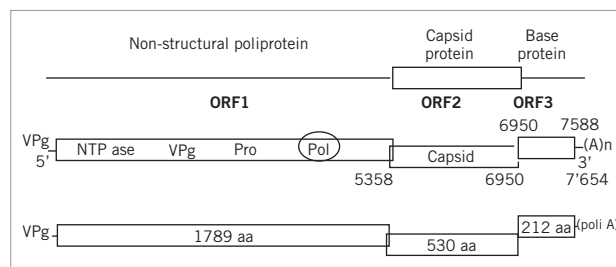 Non-structural poliprotein
Capsid protein
Base protein
ORF1
ORF2
ORF3
6950 7588
VPg 5’
NTP ase VPg Pro Pol
Capsid
(A)n 3’
5358 6950 7’654
VPg
1789 aa
530 aa
212 aa
(poli A)